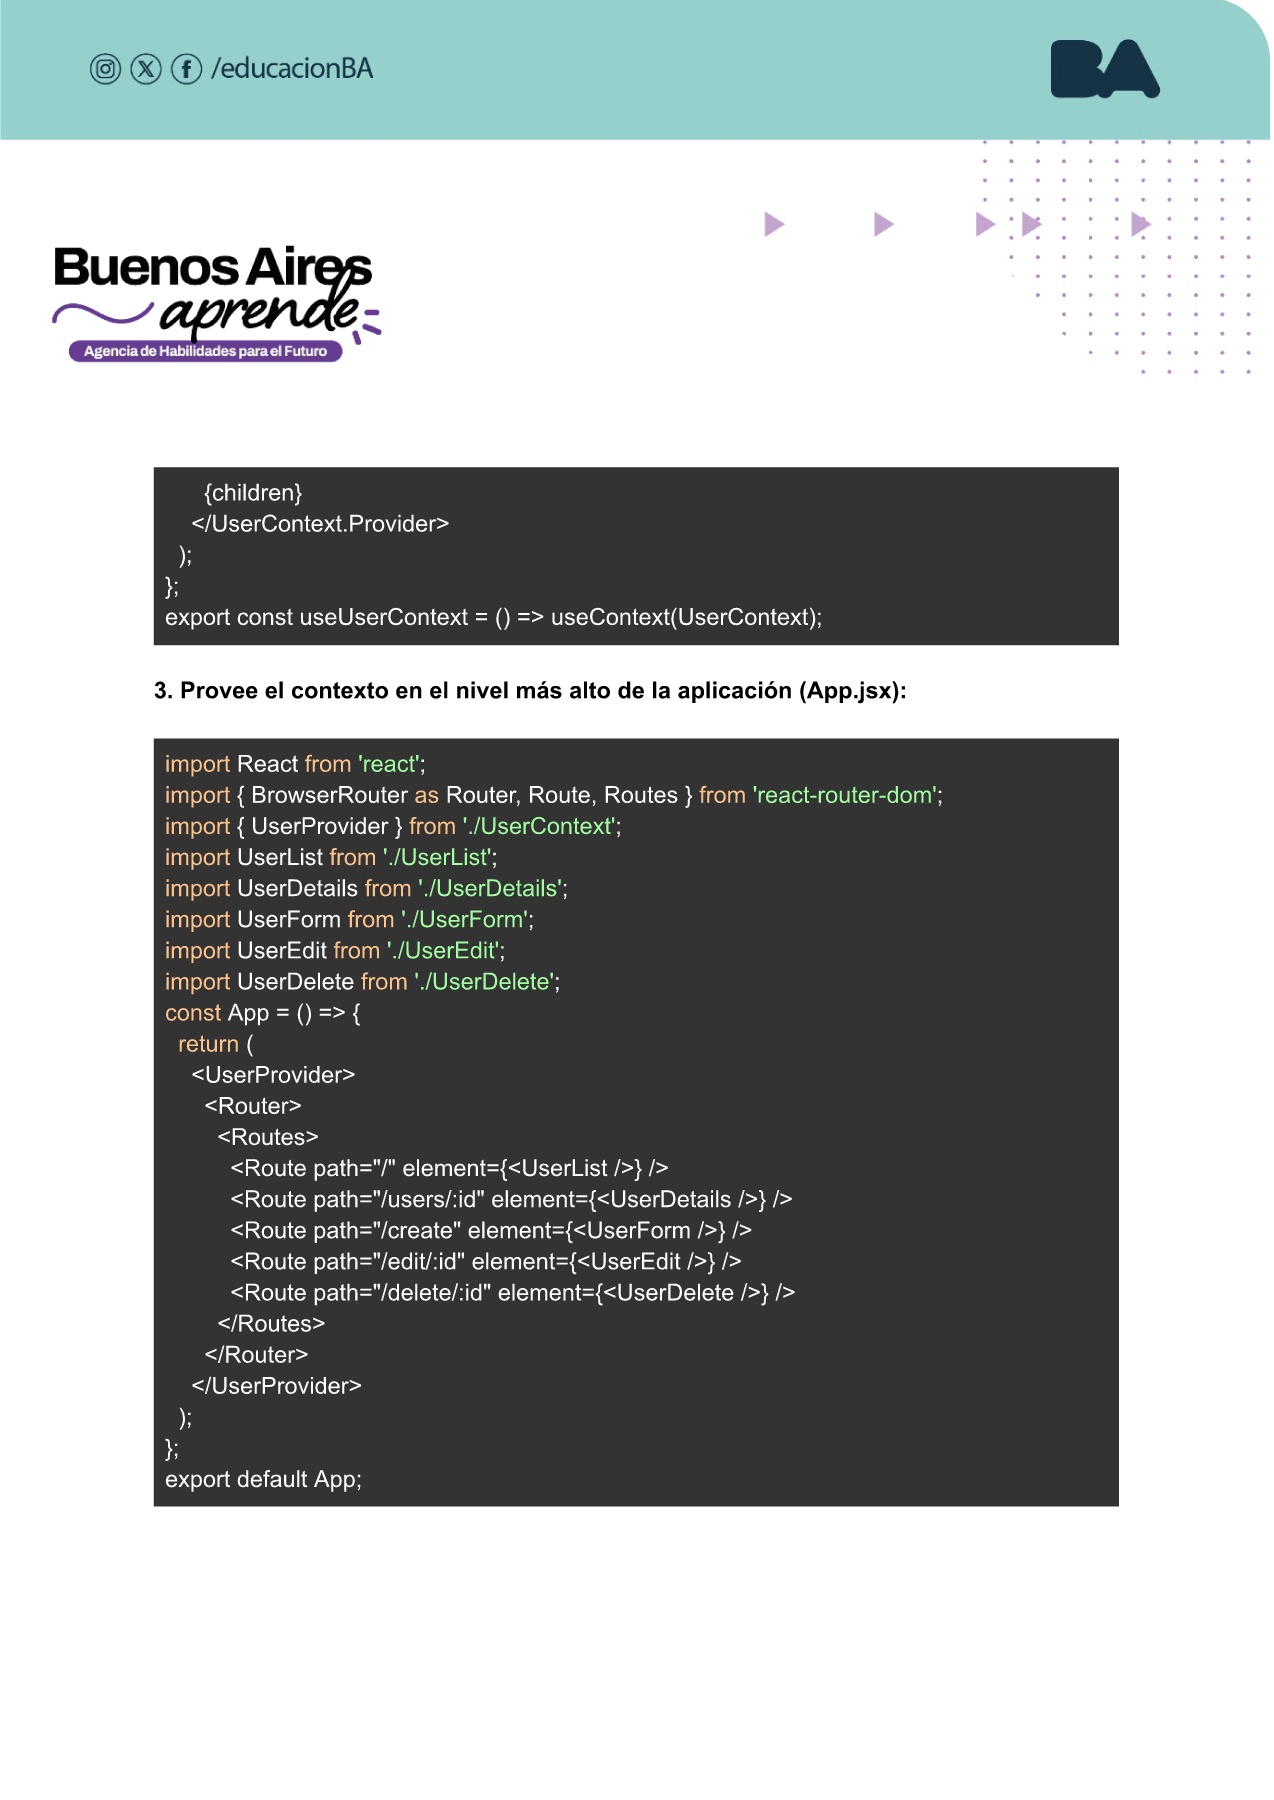 /educacionBA
BA
Buenos Aires
aprende
Agencia de Habilidades para el Futuro
{children}
</UserContext.Provider>
);
};
export const useUserContext = () => useContext(UserContext);
3. Provee el contexto en el nivel más alto de la aplicación (App.jsx):
import React from 'react';
import { BrowserRouter as Router, Route, Routes } from 'react-router-dom';
import { UserProvider } from './UserContext';
import UserList from './UserList';
import UserDetails from './UserDetails';
import UserForm from './UserForm';
import UserEdit from './UserEdit';
import UserDelete from './UserDelete';
const App = () => {
return (
<UserProvider>
<Router>
<Routes>
<Route path="/" element={<UserList />} />
<Route path="/users/:id" element={<UserDetails />} />
<Route path="/create" element={<UserForm />} />
<Route path="/edit/:id" element={<UserEdit />} />
<Route path="/delete/:id" element={<UserDelete />} />
</Routes>
</Router>
</UserProvider>
);
};
export default App;